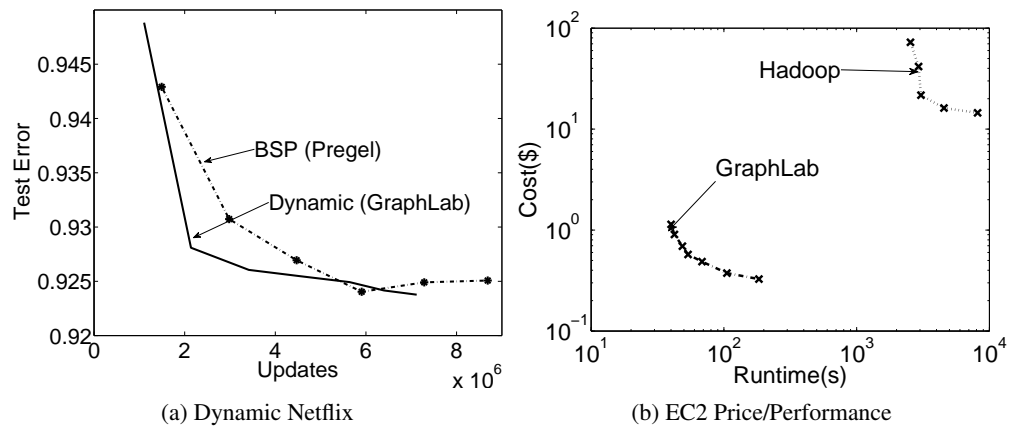 0.945
0.94
0.935
0.93
0.925
0.92
0 2 4 6 8
x 10^6
Test Error
Updates
BSP (Pregel)
Dynamic (GraphLab)
(a) Dynamic Netflix
10^2
10^1
10^0
10^-1
10^1 10^2 10^3 10^4
Cost($)
Runtime(s)
Hadoop
GraphLab
(b) EC2 Price/Performance